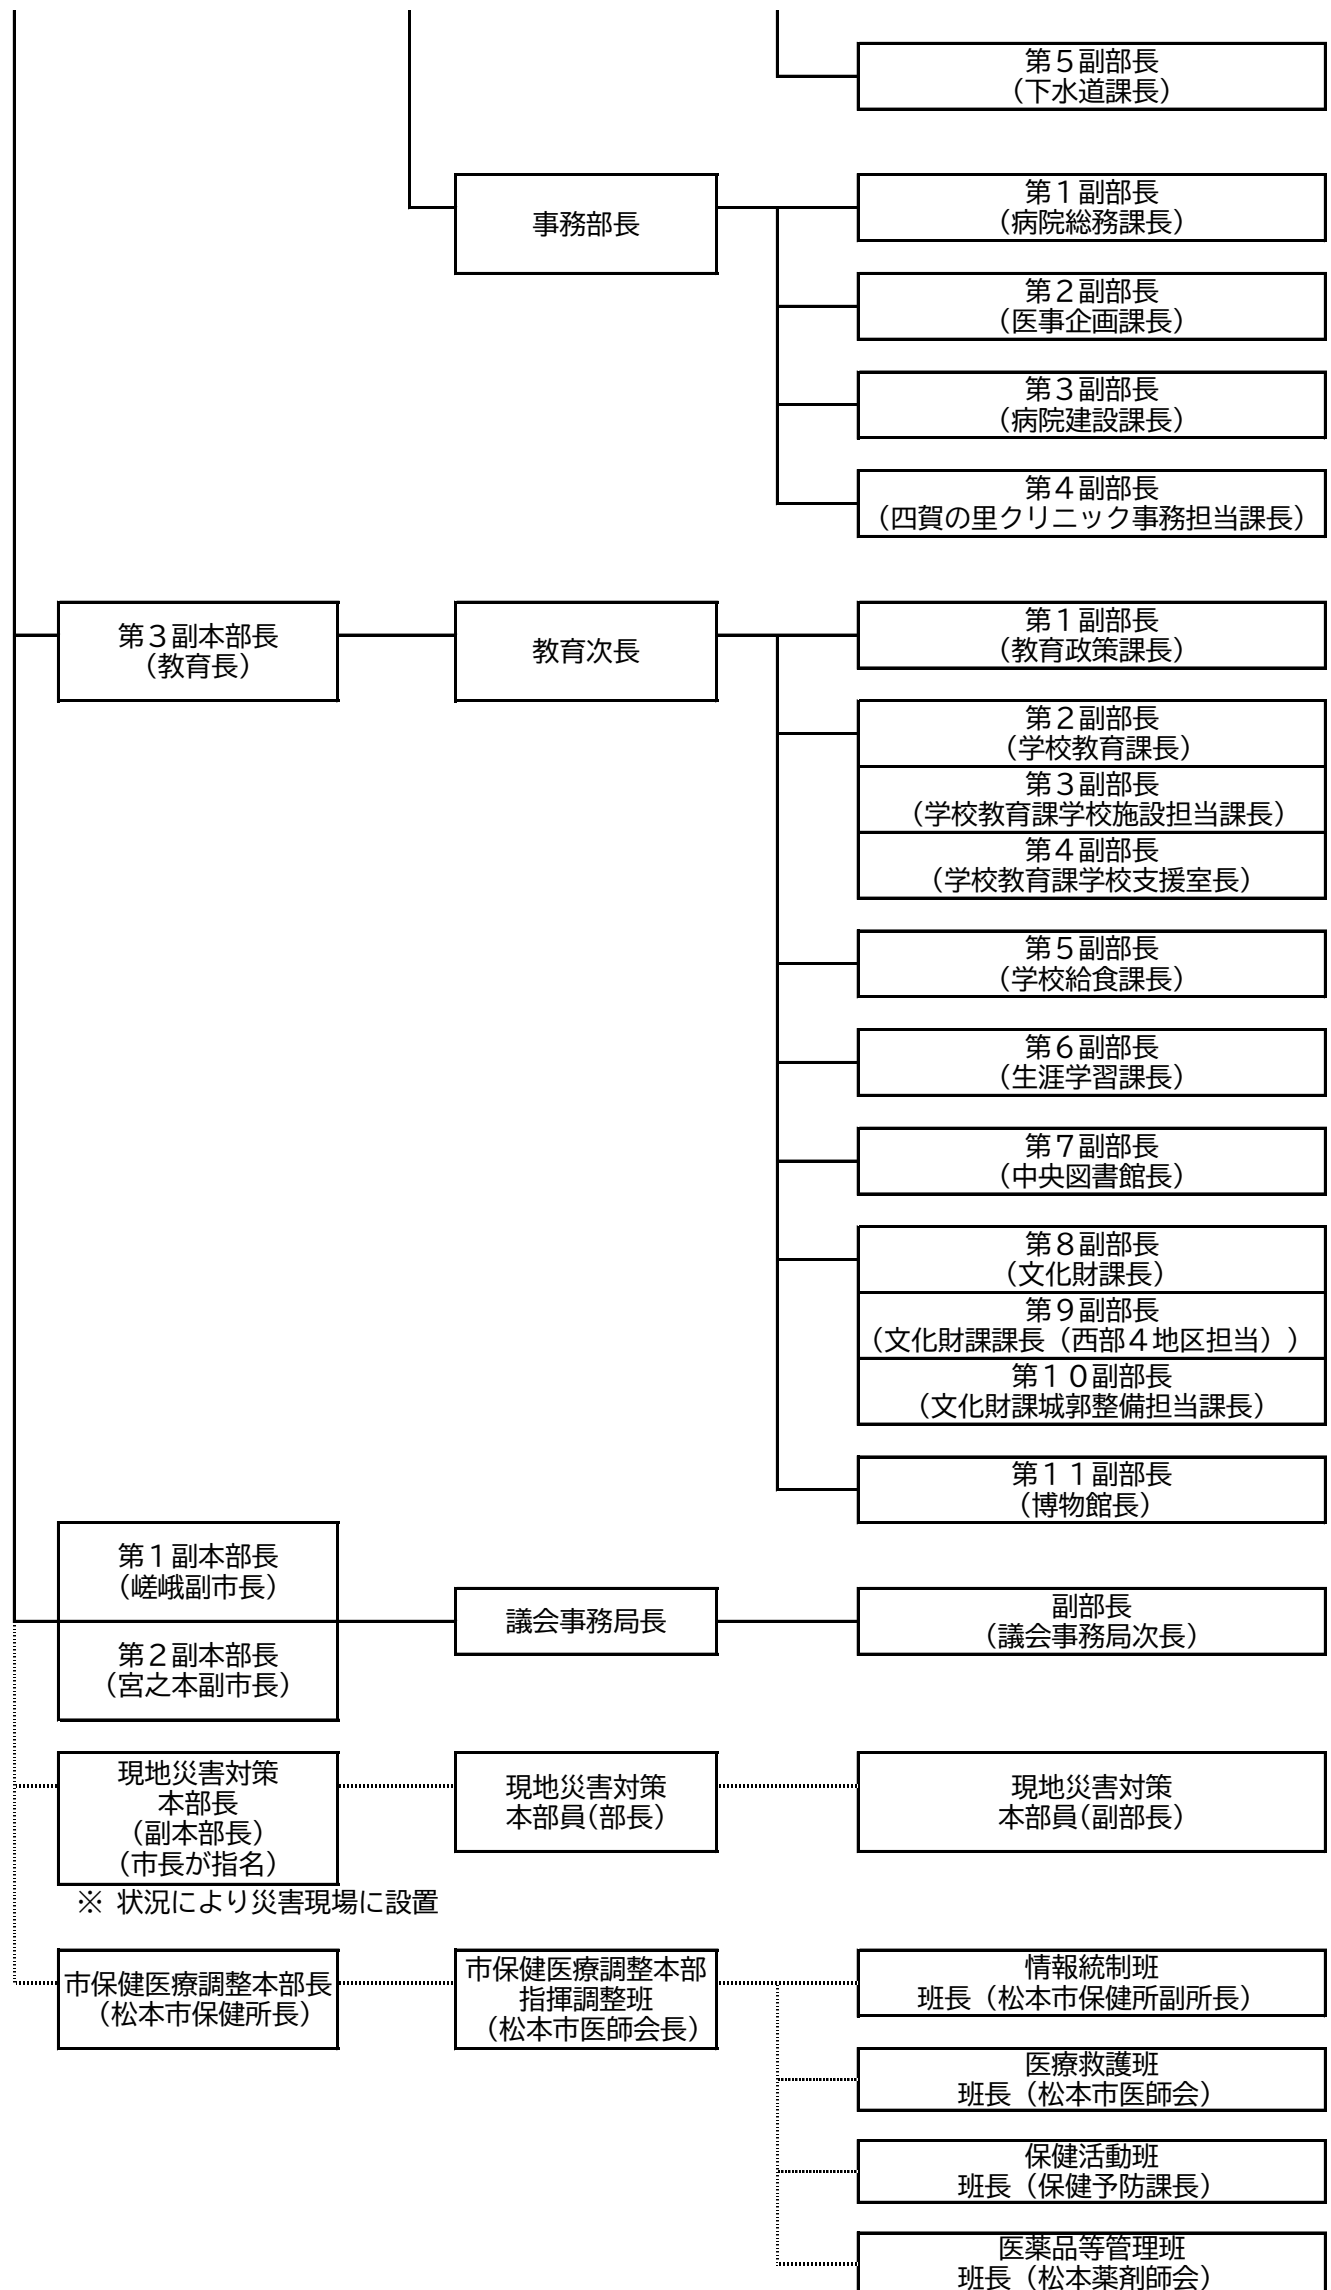 第５副部長
（下水道課長）
事務部長
第１副部長
（病院総務課長）
第２副部長
（医事企画課長）
第３副部長
（病院建設課長）
第４副部長
（四賀の里クリニック事務担当課長）
第３副本部長
（教育長）
教育次長
第１副部長
（教育政策課長）
第２副部長
（学校教育課長）
第３副部長
（学校教育課学校施設担当課長）
第４副部長
（学校教育課学校支援室長）
第５副部長
（学校給食課長）
第６副部長
（生涯学習課長）
第７副部長
（中央図書館長）
第８副部長
（文化財課長）
第９副部長
（文化財課課長（西部４地区担当））
第１０副部長
（文化財課城郭整備担当課長）
第１１副部長
（博物館長）
第１副本部長
（嵯峨副市長）
第２副本部長
（宮之本副市長）
議会事務局長
副部長
（議会事務局次長）
現地災害対策
本部長
（副本部長）
（市長が指名）
現地災害対策
本部員（部長）
現地災害対策
本部員（副部長）
※ 状況により災害現場に設置
市保健医療調整本部長
（松本市保健所長）
市保健医療調整本部
指揮調整班
（松本市医師会長）
情報統制班
班長（松本市保健所副所長）
医療救護班
班長（松本市医師会）
保健活動班
班長（保健予防課長）
医薬品等管理班
班長（松本薬剤師会）